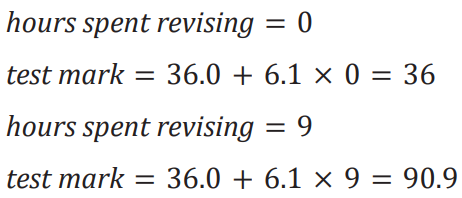 hours spent revising = 0
test mark = 36.0 + 6.1 × 0 = 36
hours spent revising = 9
test mark = 36.0 + 6.1 × 9 = 90.9